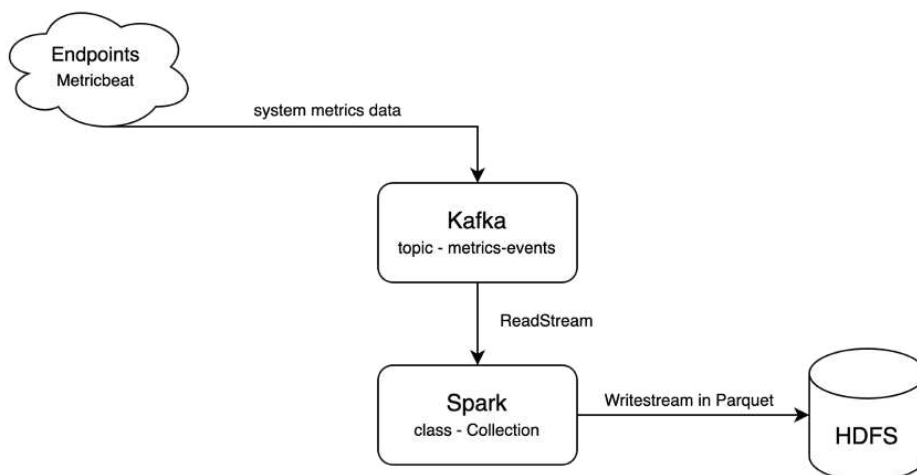 Endpoints
Metricbeat
system metrics data
Kafka
topic - metrics-events
ReadStream
Spark
class - Collection
Writestream in Parquet
HDFS